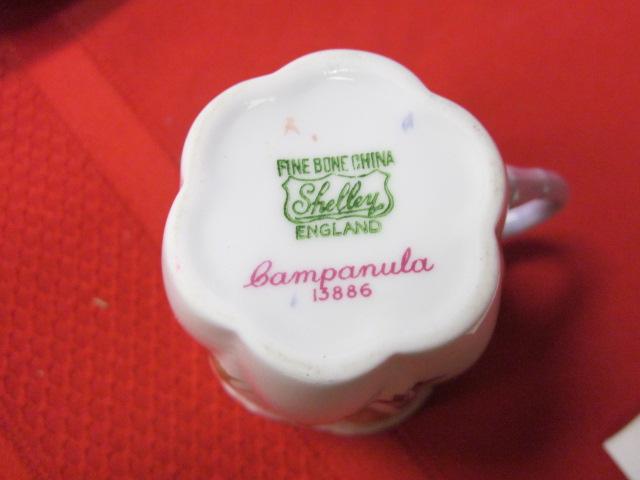 FINE BONE CHINA
Shelley
ENGLAND
Campanula
13886